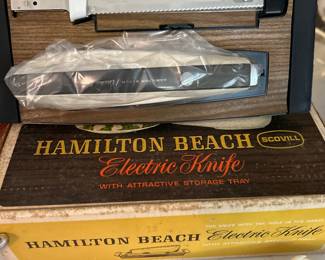 HAMILTON BEACH
SCOVILL
Electric Knife
WITH ATTRACTIVE STORAGE TRAY
HAMILTON BEACH
Electric Knife